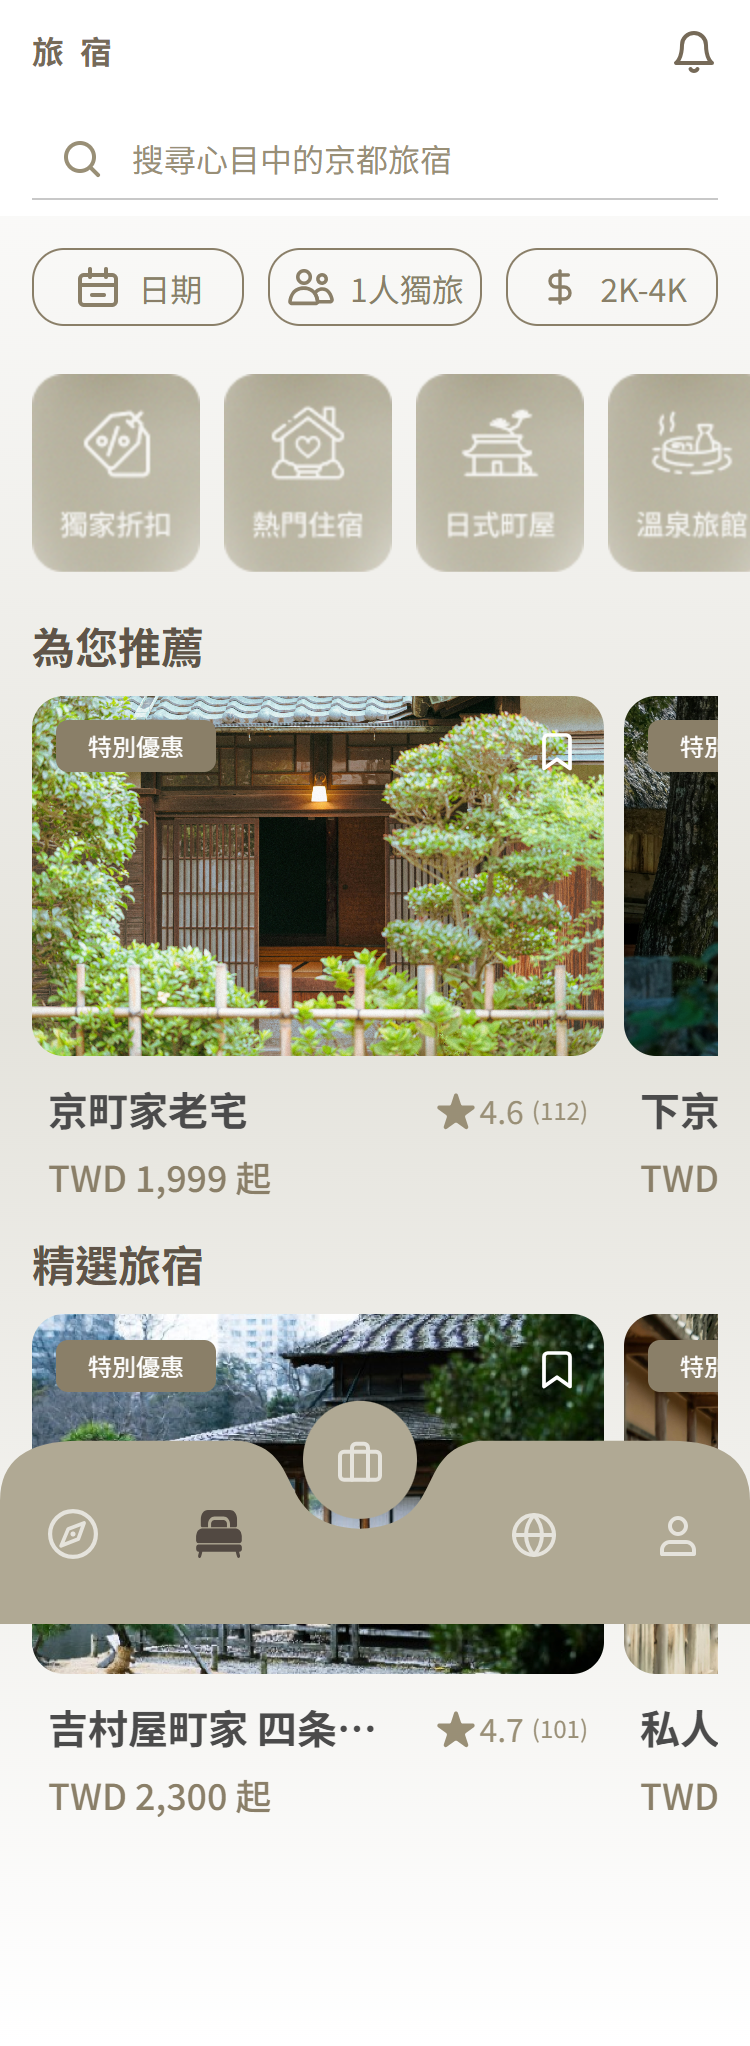 旅 宿
搜尋心目中的京都旅宿
日期
1人獨旅
2K-4K
獨家折扣
熱門住宿
日式町屋
溫泉旅館
為您推薦
特別優惠
特別
京町家老宅
4.6 (112)
下京
TWD 1,999 起
TWD
精選旅宿
特別優惠
特別
吉村屋町家 四条⋯
4.7 (101)
私人
TWD 2,300 起
TWD